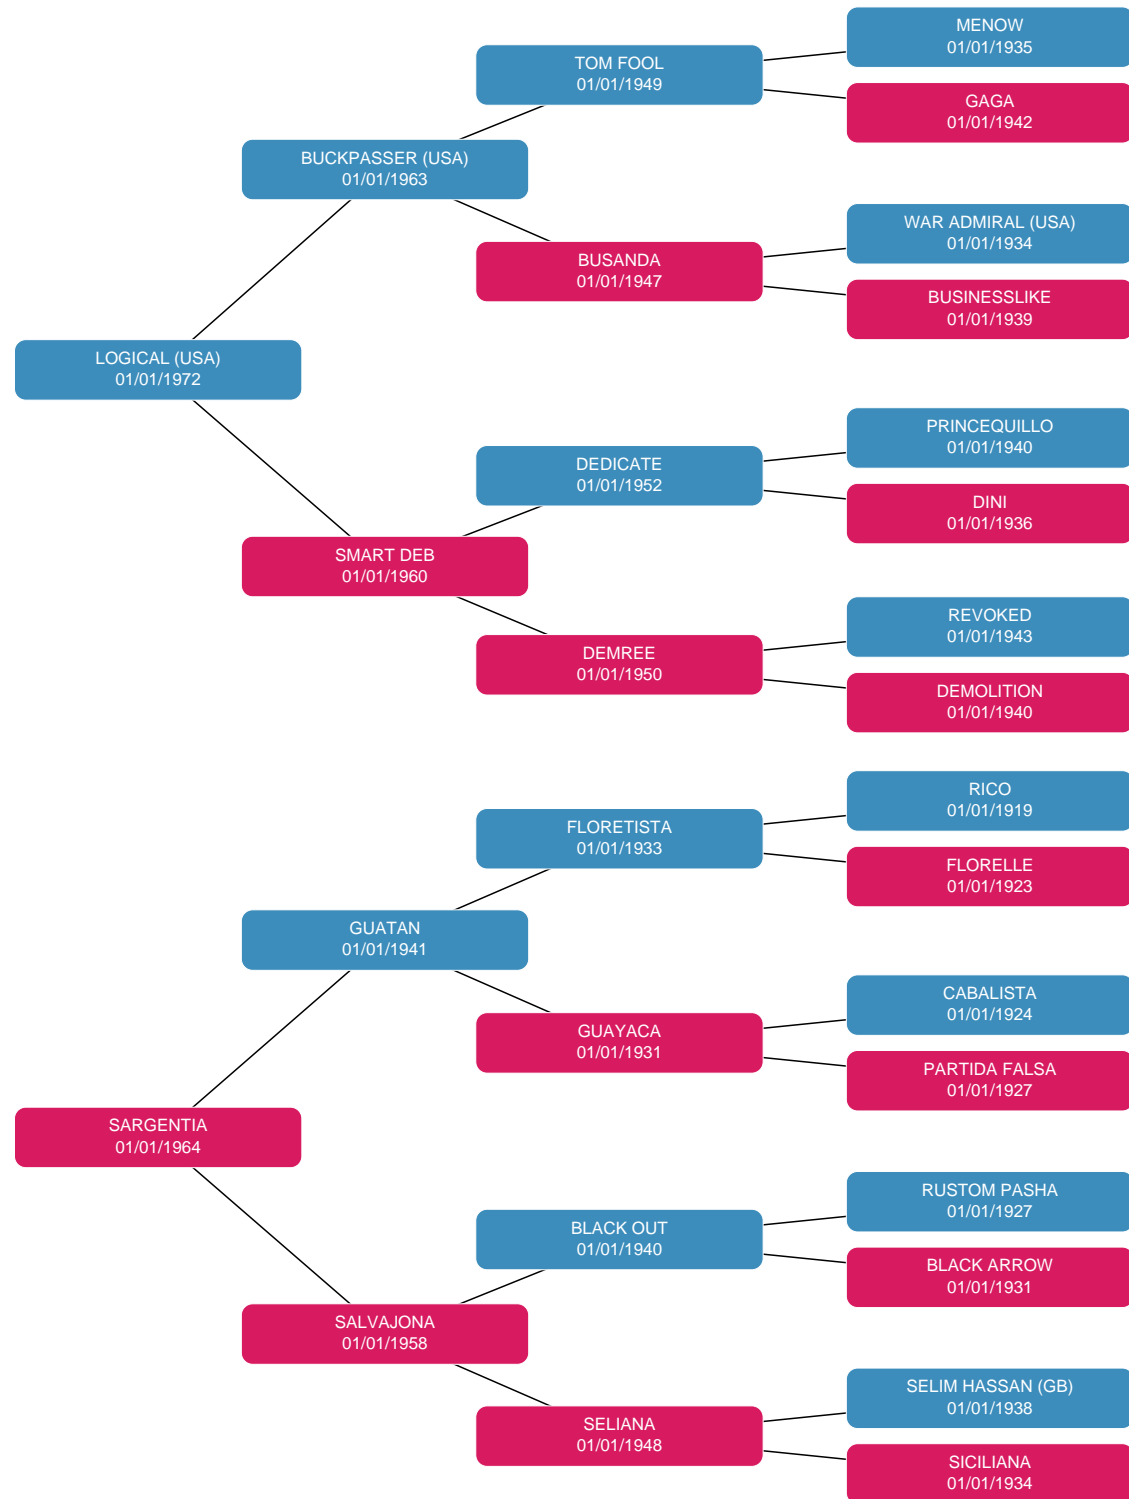 MENOW
01/01/1935
TOM FOOL
01/01/1949
GAGA
01/01/1942
BUCKPASSER (USA)
01/01/1963
WAR ADMIRAL (USA)
01/01/1934
BUSANDA
01/01/1947
BUSINESSLIKE
01/01/1939
LOGICAL (USA)
01/01/1972
PRINCEQUILLO
01/01/1940
DEDICATE
01/01/1952
DINI
01/01/1936
SMART DEB
01/01/1960
REVOKED
01/01/1943
DEMREE
01/01/1950
DEMOLITION
01/01/1940
RICO
01/01/1919
FLORETISTA
01/01/1933
FLORELLE
01/01/1923
GUATAN
01/01/1941
CABALISTA
01/01/1924
GUAYACA
01/01/1931
PARTIDA FALSA
01/01/1927
SARGENTIA
01/01/1964
RUSTOM PASHA
01/01/1927
BLACK OUT
01/01/1940
BLACK ARROW
01/01/1931
SALVAJONA
01/01/1958
SELIM HASSAN (GB)
01/01/1938
SELIANA
01/01/1948
SICILIANA
01/01/1934